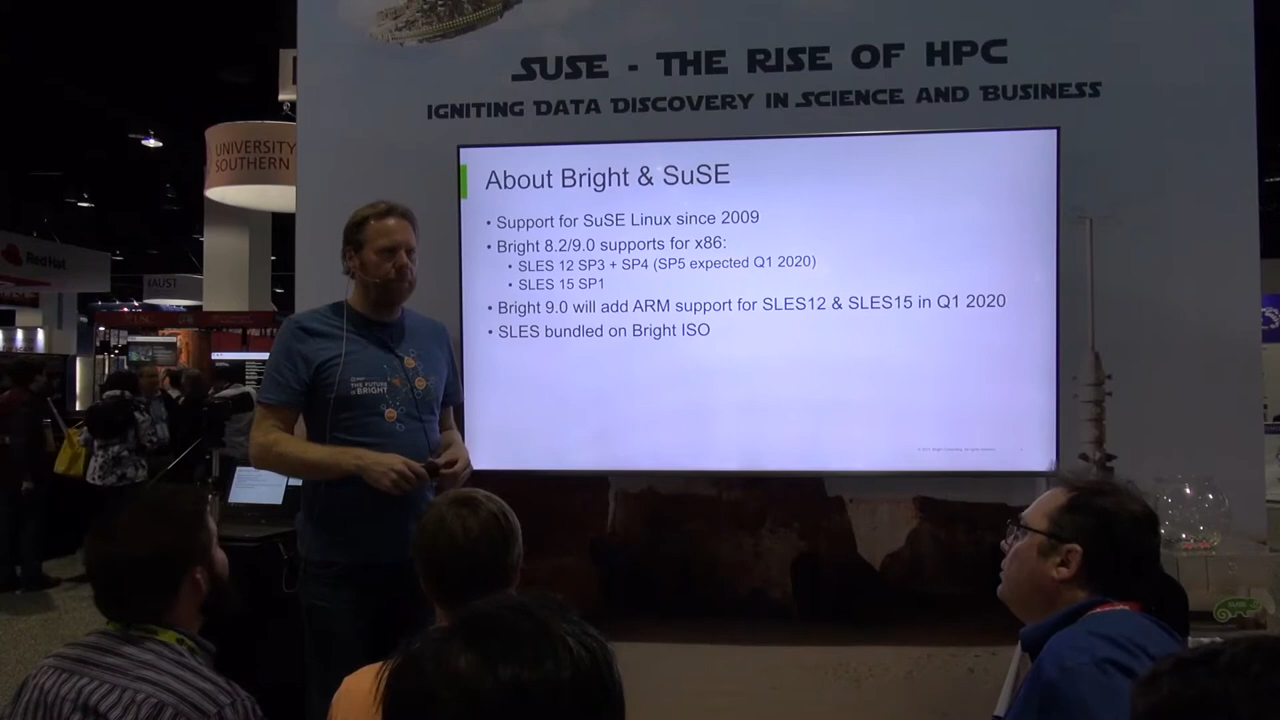 SUSE - THE RISE OF HPC
IGNITING DATA DISCOVERY IN SCIENCE AND BUSINESS
UNIVERSITY
SOUTHERN
Red Hat
KAUST
About Bright & SuSE
• Support for SuSE Linux since 2009
• Bright 8.2/9.0 supports for x86:
• SLES 12 SP3 + SP4 (SP5 expected Q1 2020)
• SLES 15 SP1
• Bright 9.0 will add ARM support for SLES12 & SLES15 in Q1 2020
• SLES bundled on Bright ISO
THE FUTURE
IS BRIGHT
SUSE